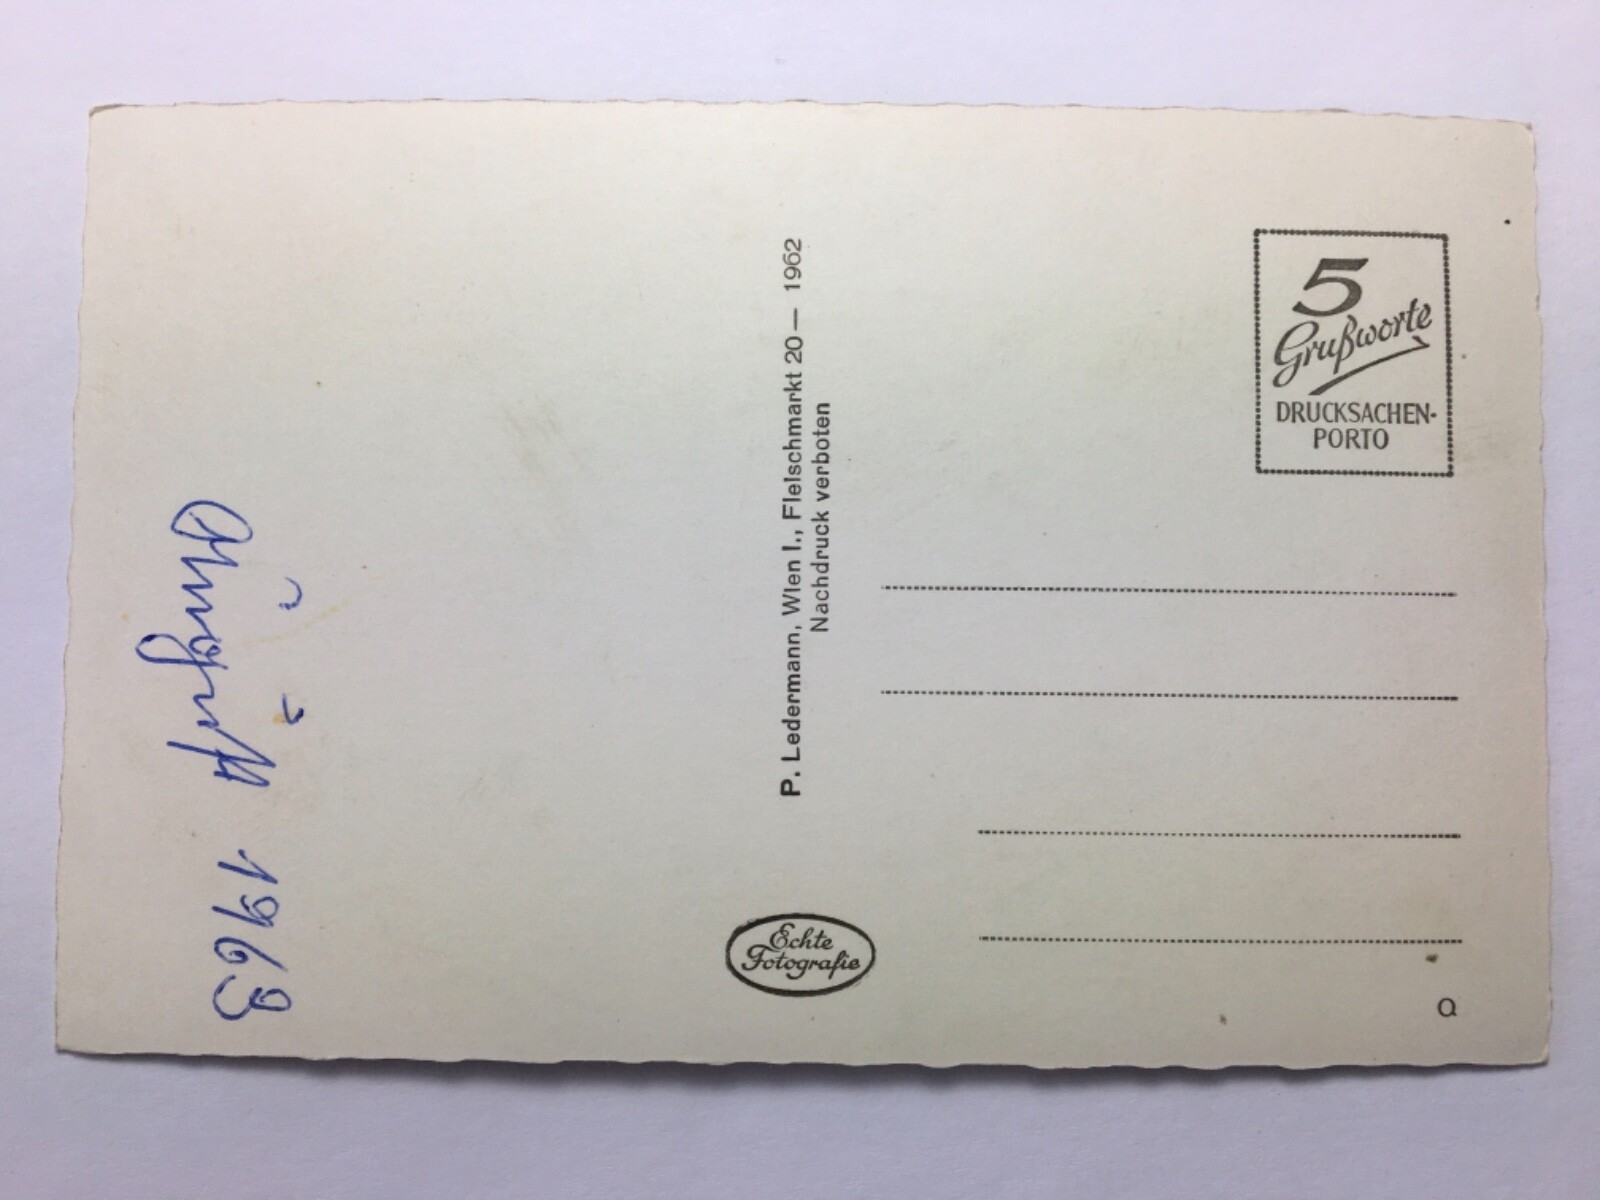 August 1963
P. Ledermann, Wien I., Fleischmarkt 20 — 1962
Nachdruck verboten
5
Grußworte
DRUCKSACHEN-
PORTO
Echte
Fotografie
Q